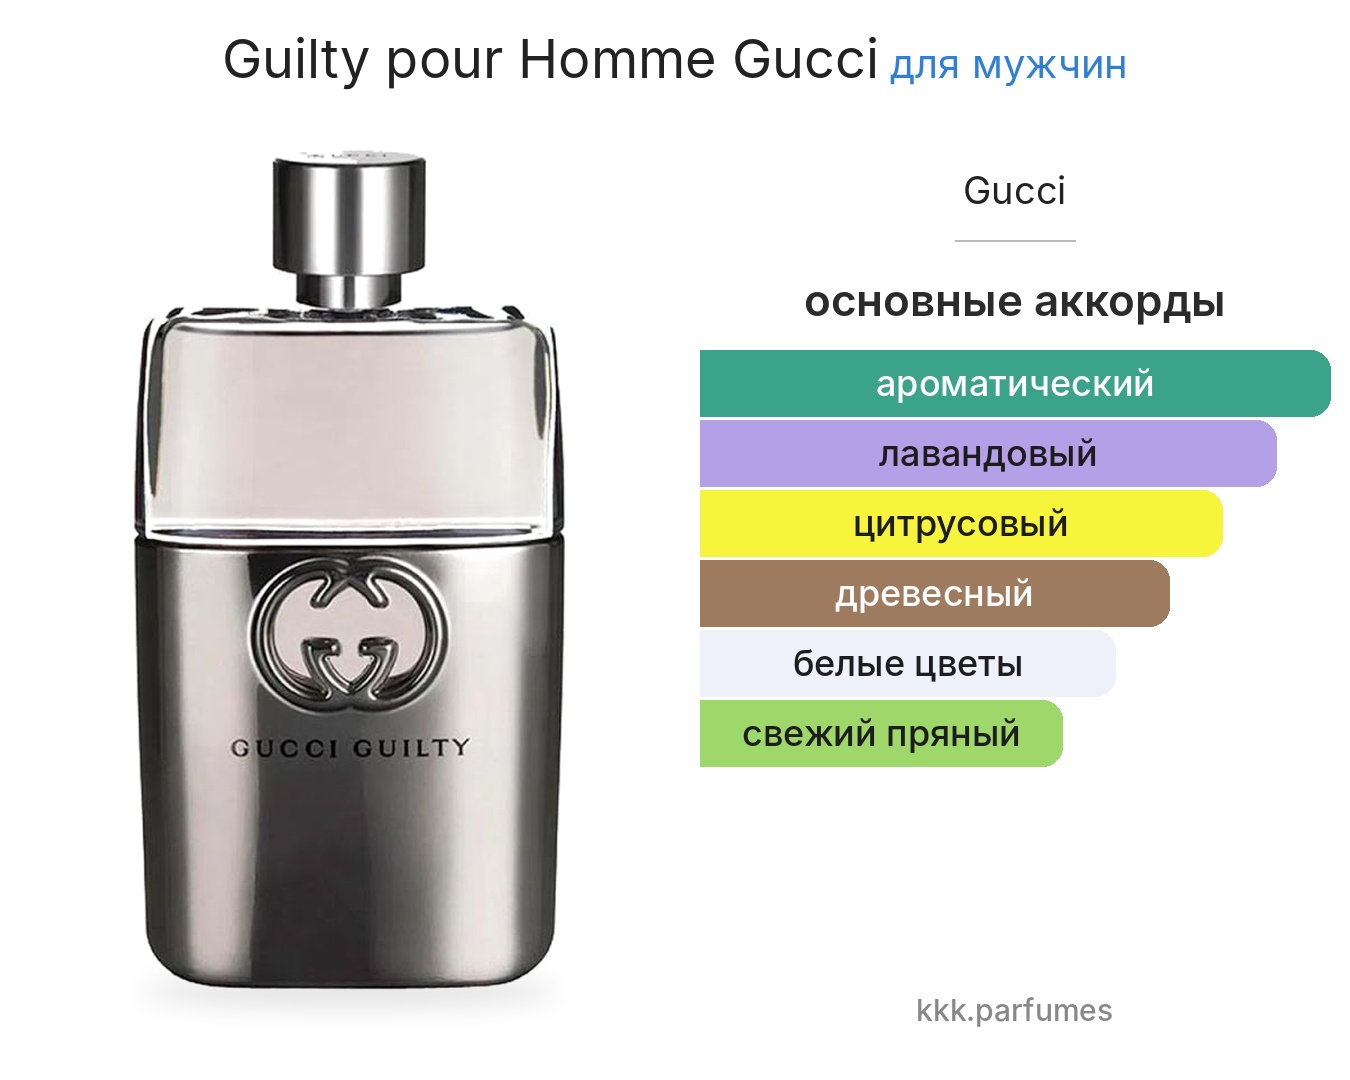 Guilty pour Homme Gucci для мужчин
Gucci
основные аккорды
ароматический
лавандовый
цитрусовый
древесный
белые цветы
свежий пряный
GUCCI GUILTY
kkk.parfumes